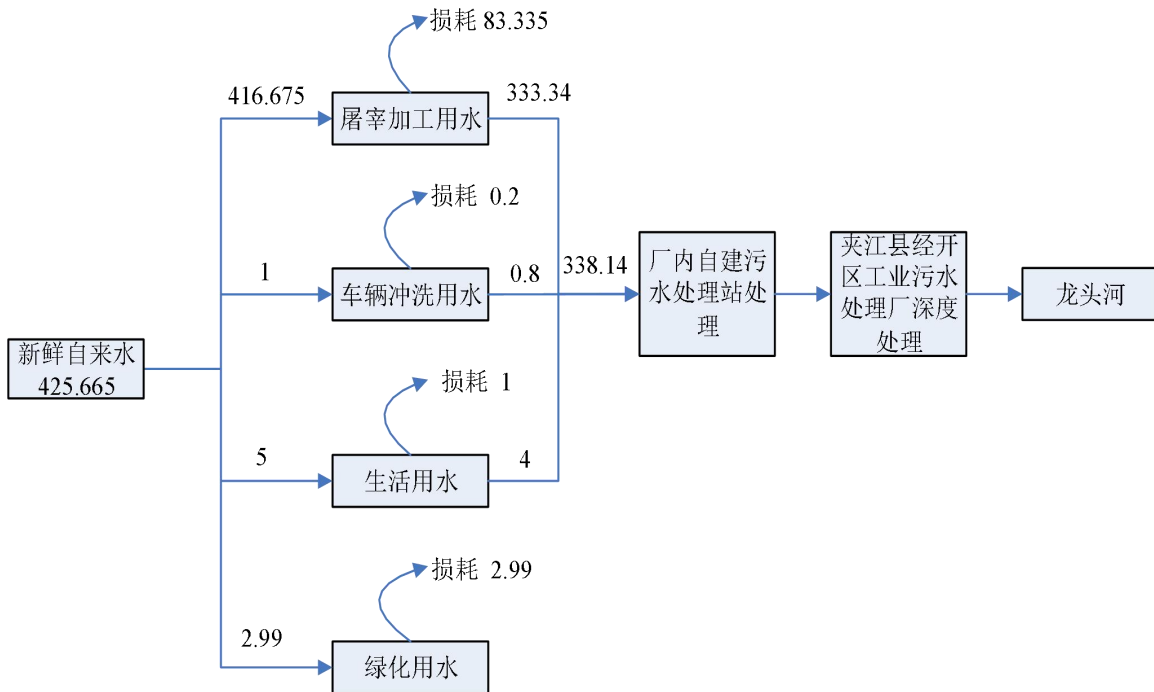 损耗 83.335
416.675
333.34
屠宰加工用水
损耗 0.2
1
车辆冲洗用水
0.8
338.14
厂内自建污
水处理站处
理
夹江县经开
区工业污水
处理厂深度
处理
龙头河
新鲜自来水
425.665
损耗 1
5
生活用水
4
损耗 2.99
2.99
绿化用水